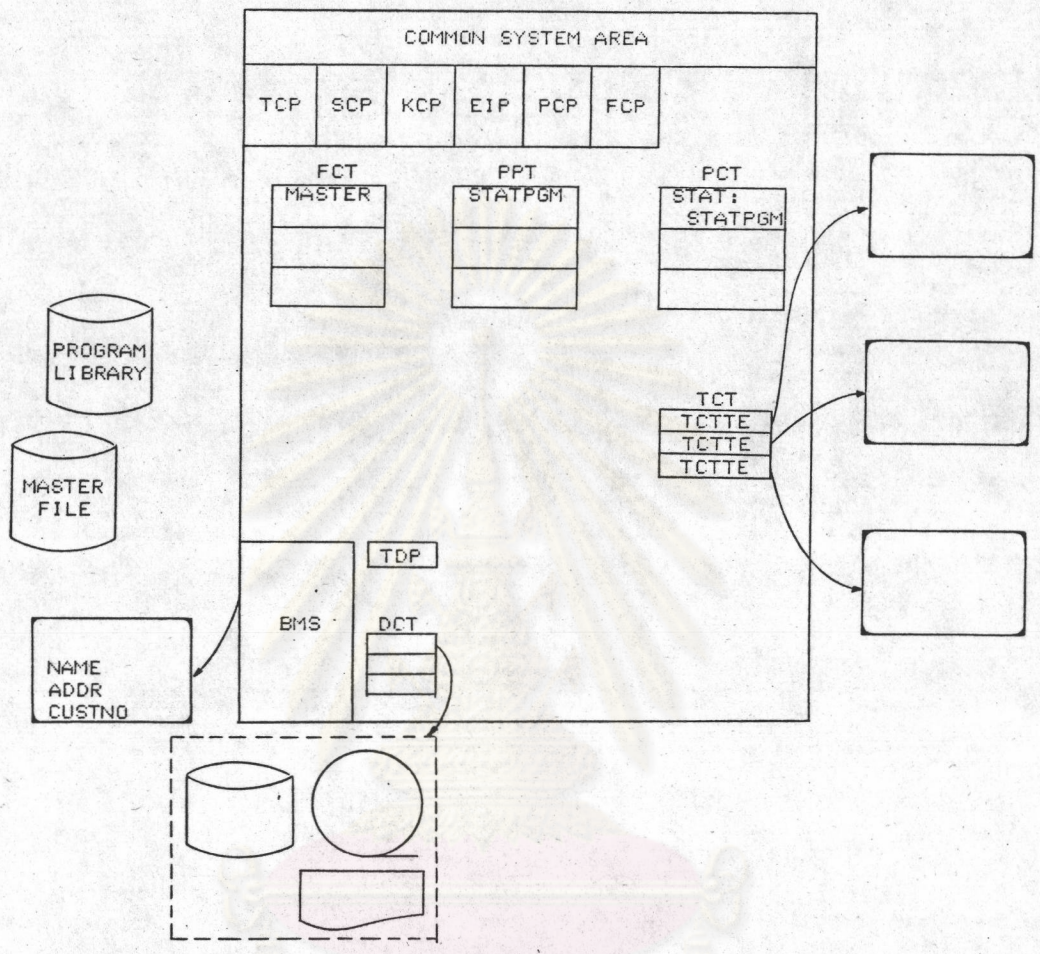 COMMON SYSTEM AREA
TCP SCP KCP EIP PCP FCP
FCT
MASTER
PPT
STATPGM
PCT
STAT:
STATPGM
PROGRAM
LIBRARY
MASTER
FILE
TCT
TCTTE
TCTTE
TCTTE
TDP
BMS
DCT
NAME
ADDR
CUSTNO